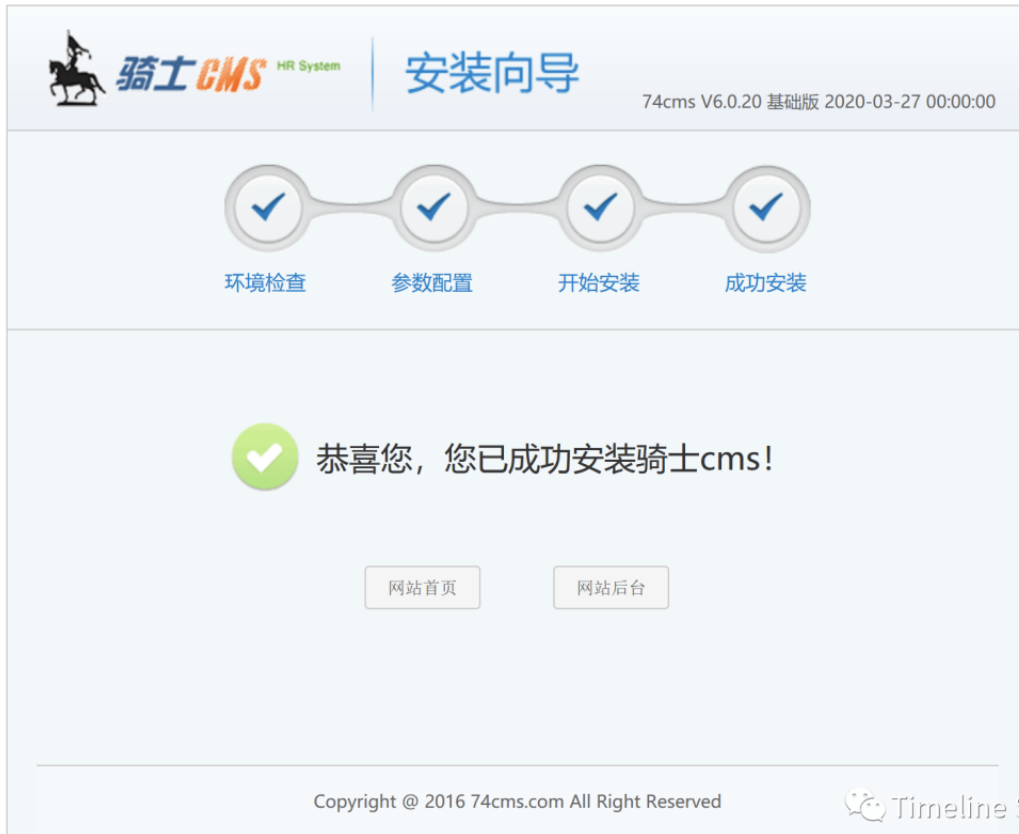 骑士CMS HR System
安装向导
74cms V6.0.20 基础版 2020-03-27 00:00:00
环境检查 参数配置 开始安装 成功安装
恭喜您，您已成功安装骑士cms！
网站首页 网站后台
Copyright @ 2016 74cms.com All Right Reserved
Timeline